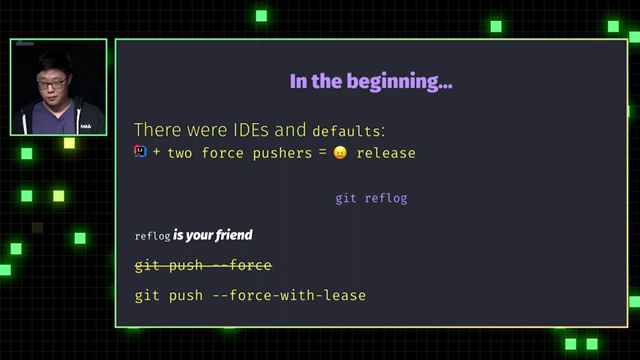 In the beginning...
There were IDEs and defaults:
+ two force pushers = 😑 release
git reflog
reflog is your friend
git push --force
git push --force-with-lease